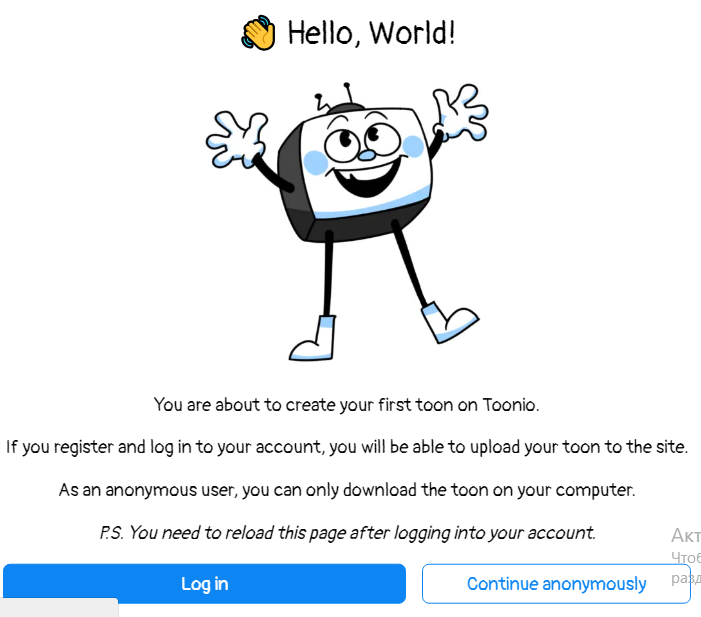 👋 Hello, World!
You are about to create your first toon on Toonio.
If you register and log in to your account, you will be able to upload your toon to the site.
As an anonymous user, you can only download the toon on your computer.
P.S. You need to reload this page after logging into your account.
Log in
Continue anonymously